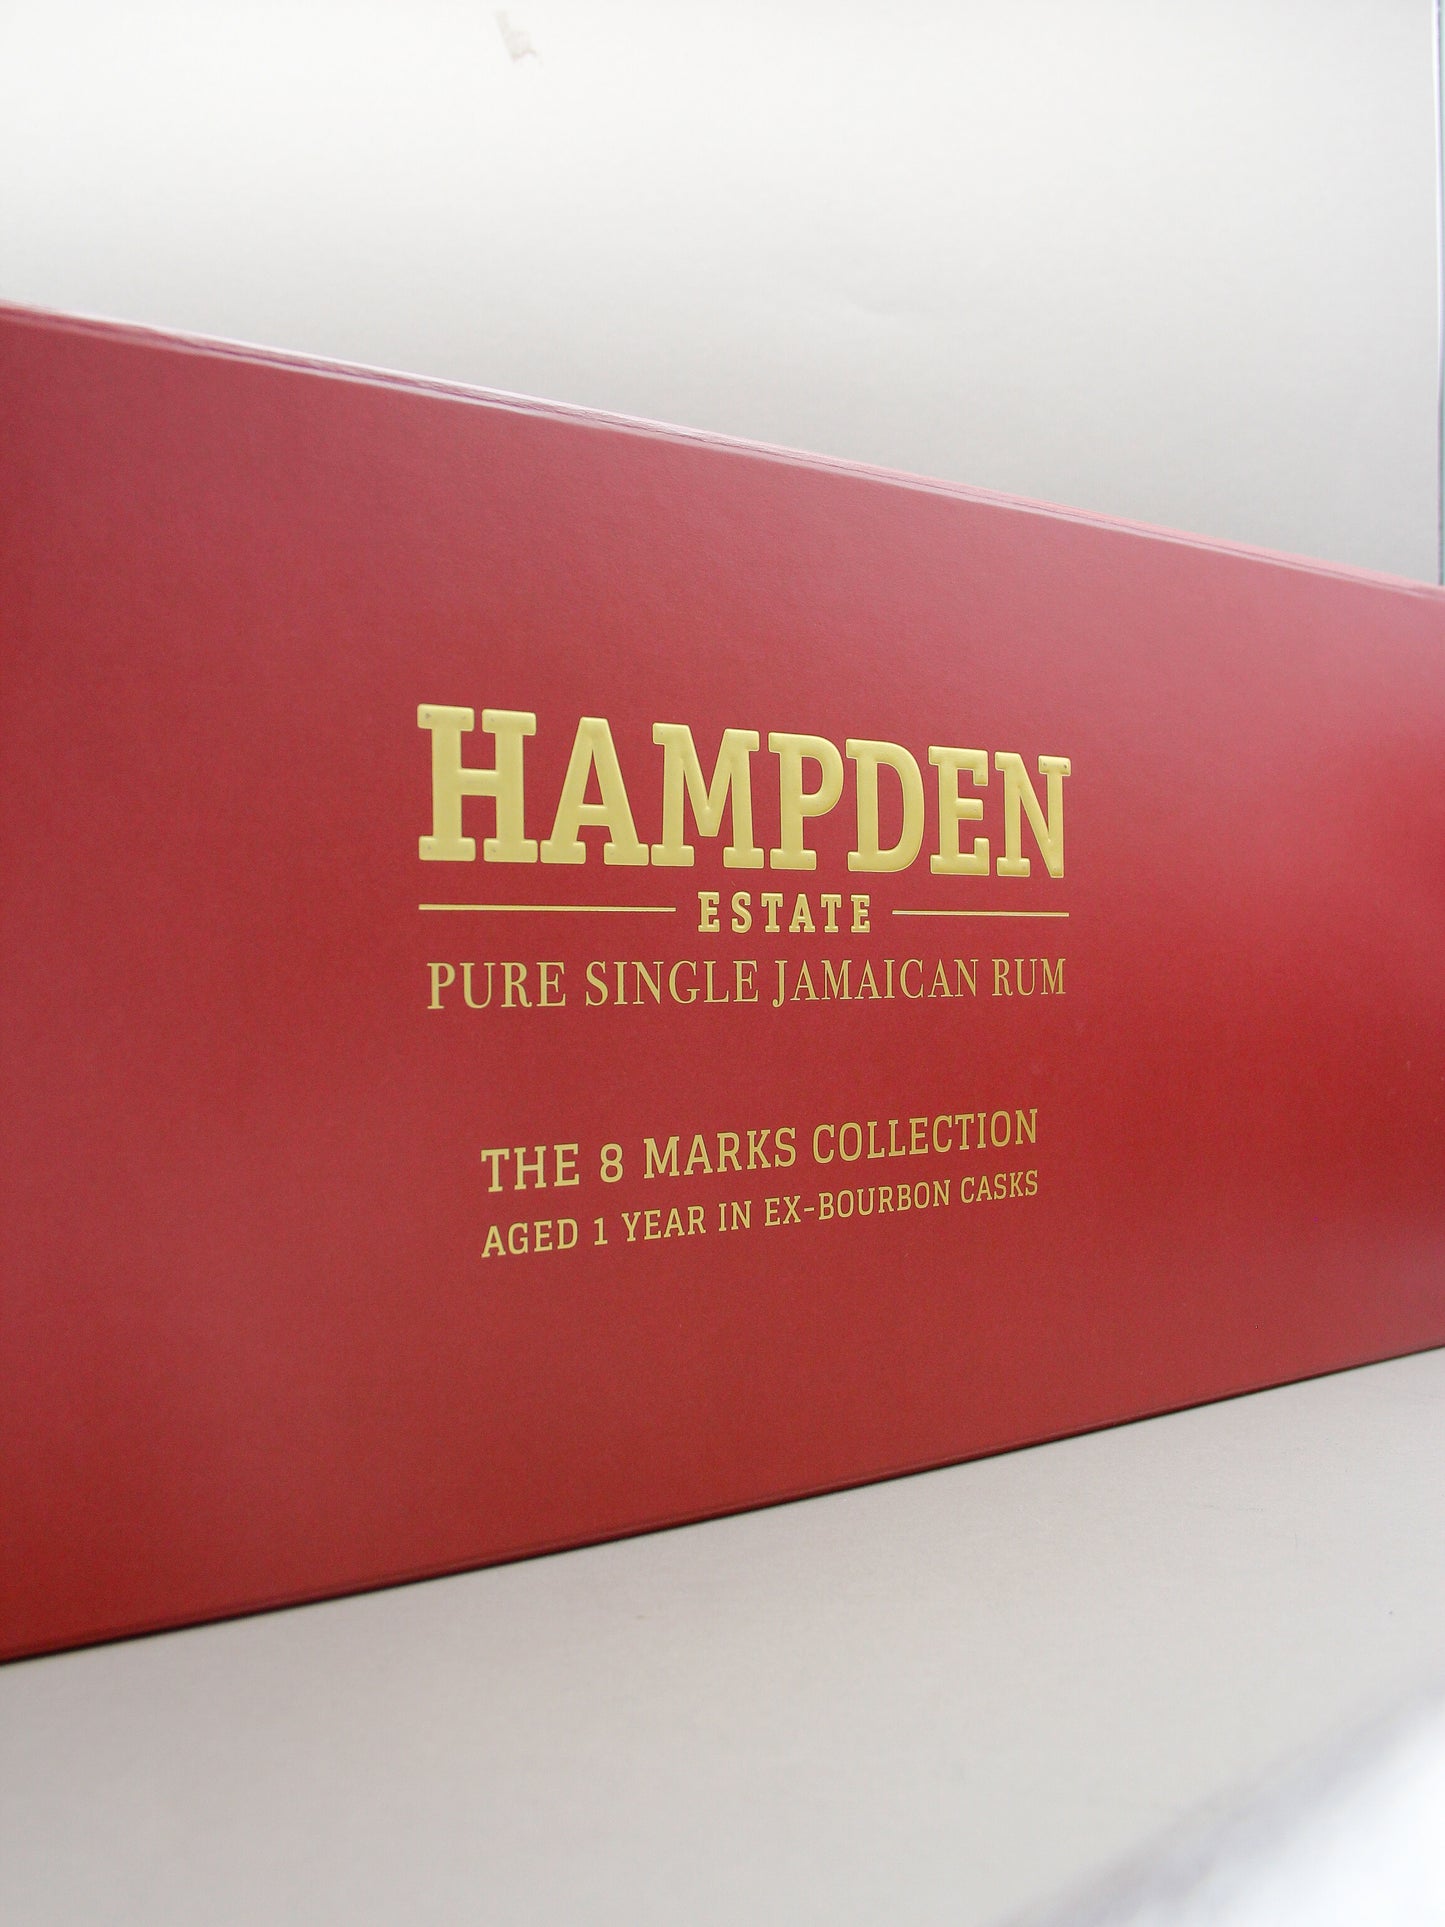 HAMPDEN
ESTATE
PURE SINGLE JAMAICAN RUM
THE 8 MARKS COLLECTION
AGED 1 YEAR IN EX-BOURBON CASKS